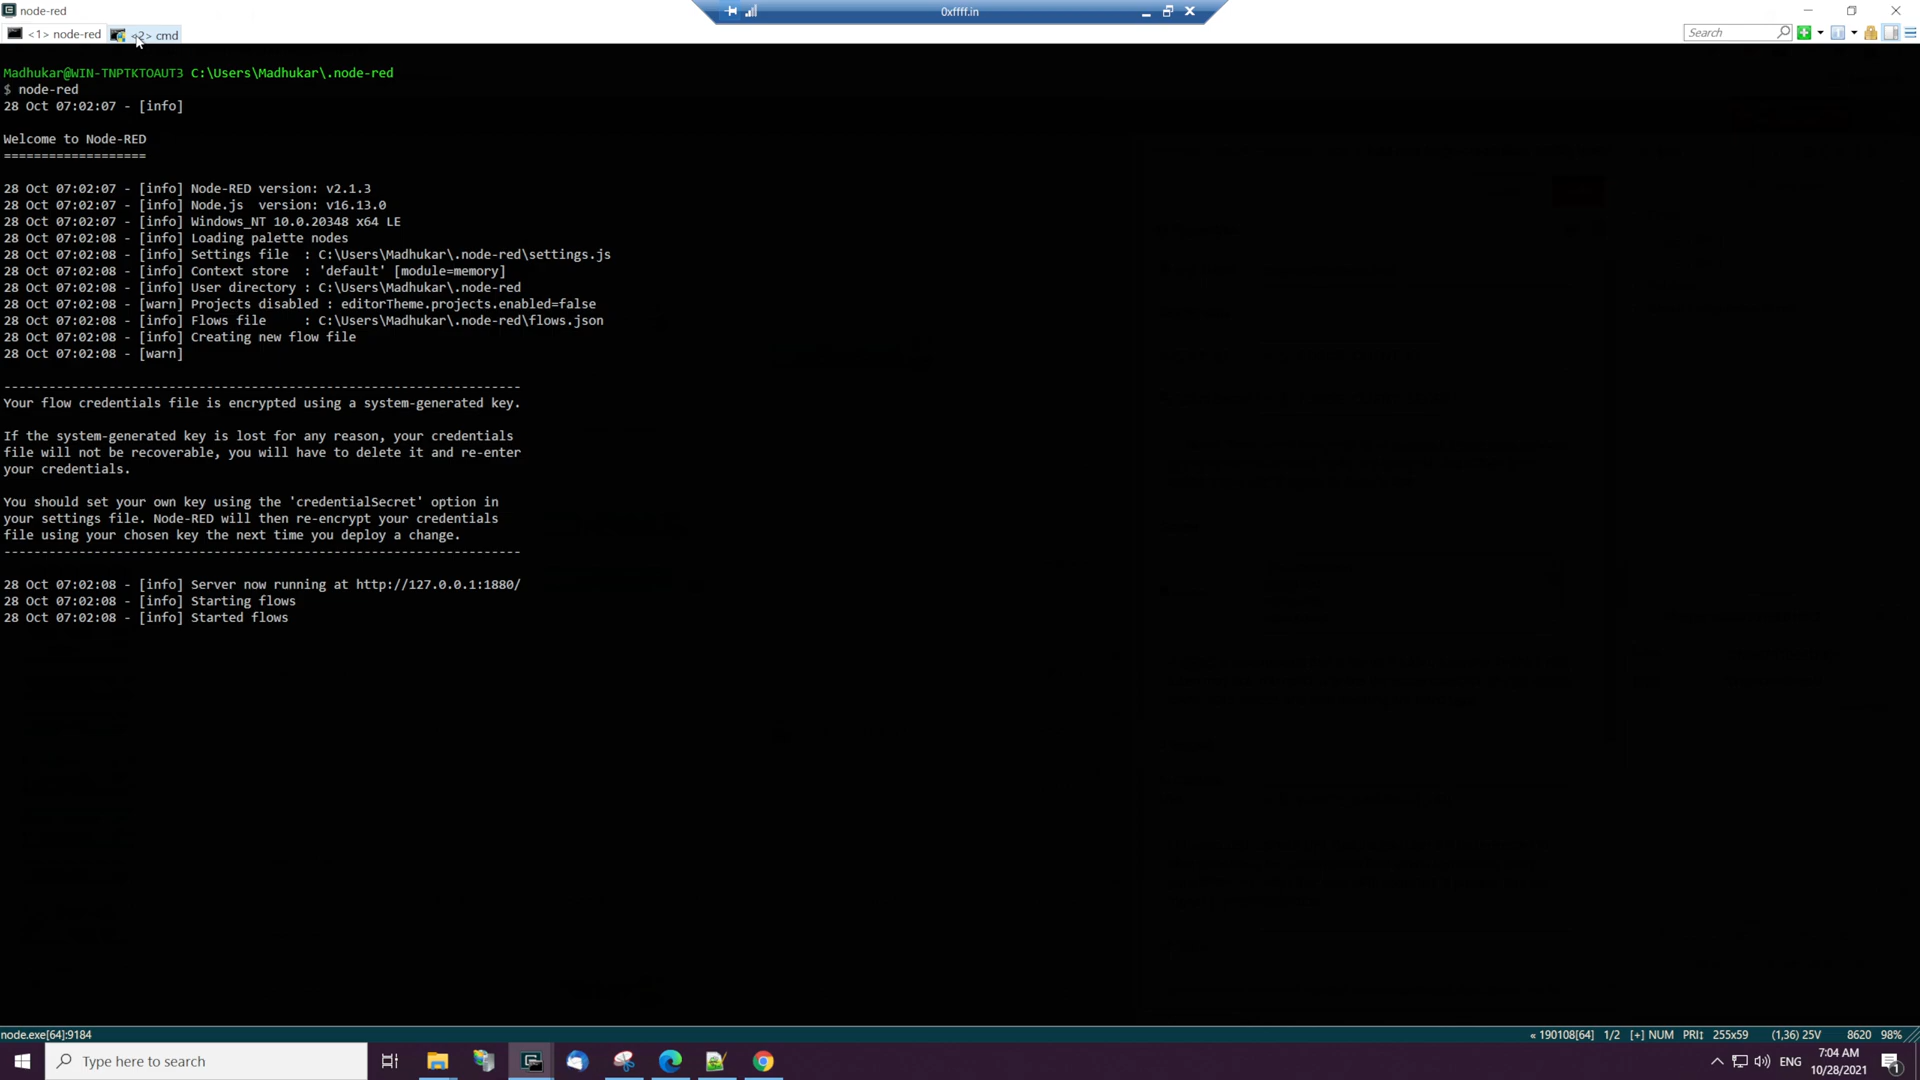 node-red
0xffff.in
<1> node-red
<2> cmd
Search
Madhukar@WIN-TNPTKTOAUT3 C:\Users\Madhukar\.node-red
$ node-red
28 Oct 07:02:07 - [info]
Welcome to Node-RED
===================
28 Oct 07:02:07 - [info] Node-RED version: v2.1.3
28 Oct 07:02:07 - [info] Node.js  version: v16.13.0
28 Oct 07:02:07 - [info] Windows_NT 10.0.20348 x64 LE
28 Oct 07:02:08 - [info] Loading palette nodes
28 Oct 07:02:08 - [info] Settings file  : C:\Users\Madhukar\.node-red\settings.js
28 Oct 07:02:08 - [info] Context store  : 'default' [module=memory]
28 Oct 07:02:08 - [info] User directory : C:\Users\Madhukar\.node-red
28 Oct 07:02:08 - [warn] Projects disabled : editorTheme.projects.enabled=false
28 Oct 07:02:08 - [info] Flows file     : C:\Users\Madhukar\.node-red\flows.json
28 Oct 07:02:08 - [info] Creating new flow file
28 Oct 07:02:08 - [warn]
---------------------------------------------------------------------
Your flow credentials file is encrypted using a system-generated key.
If the system-generated key is lost for any reason, your credentials
file will not be recoverable, you will have to delete it and re-enter
your credentials.
You should set your own key using the 'credentialSecret' option in
your settings file. Node-RED will then re-encrypt your credentials
file using your chosen key the next time you deploy a change.
---------------------------------------------------------------------
28 Oct 07:02:08 - [info] Server now running at http://127.0.0.1:1880/
28 Oct 07:02:08 - [info] Starting flows
28 Oct 07:02:08 - [info] Started flows
node.exe[64]:9184
« 190108[64] 1/2 [+] NUM PRI↕ 255x59 (1,36) 25V 8620 98%
Type here to search
ENG
7:04 AM
10/28/2021
1